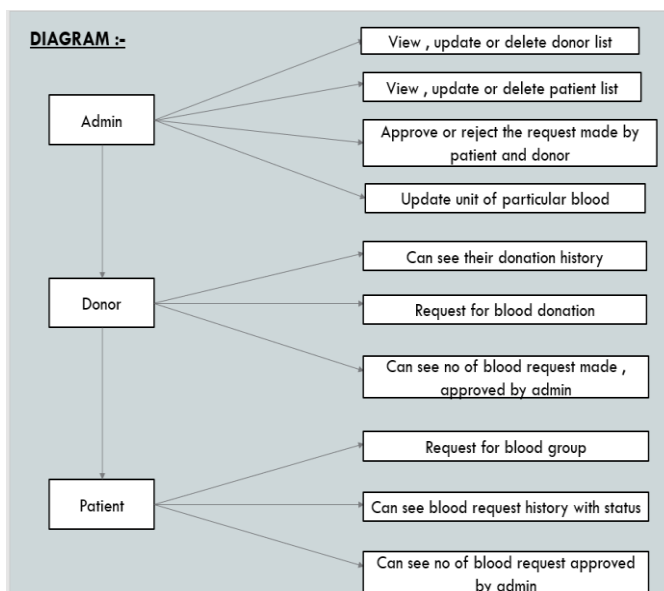 DIAGRAM :-
Admin
View , update or delete donor list
View , update or delete patient list
Approve or reject the request made by
patient and donor
Update unit of particular blood
Donor
Can see their donation history
Request for blood donation
Can see no of blood request made ,
approved by admin
Patient
Request for blood group
Can see blood request history with status
Can see no of blood request approved
by admin